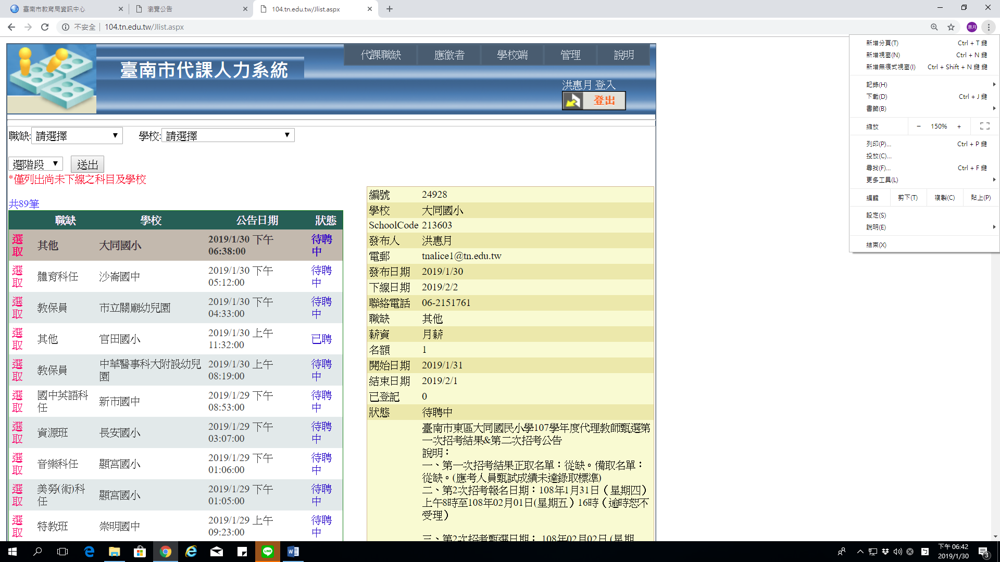 臺南市教育局資訊中心
瀏覽公告
104.tn.edu.tw/Jlist.aspx
不安全
104.tn.edu.tw/Jlist.aspx
惠月
新增分頁(T) Ctrl + T 鍵
新增視窗(N) Ctrl + N 鍵
新增無痕式視窗(I) Ctrl + Shift + N 鍵 鍵
記錄(H)
下載(D) Ctrl + J 鍵
書籤(B)
縮放 − 150% +
列印(P)... Ctrl + P 鍵
投放(C)...
尋找(F)... Ctrl + F 鍵
更多工具(L)
編輯 剪下(T) 複製(C) 貼上(P)
設定(S)
說明(E)
結束(X)
代課職缺 應徵者 學校端 管理 說明
臺南市代課人力系統
洪惠月 登入
登出
職缺: 請選擇 學校: 請選擇
選階段 送出
*僅列出尚未下線之科目及學校
共89筆
職缺 學校 公告日期 狀態
選取 其他 大同國小 2019/1/30 下午 06:38:00 待聘中
選取 體育科任 沙崙國中 2019/1/30 下午 05:12:00 待聘中
選取 教保員 市立關廟幼兒園 2019/1/30 下午 04:33:00 待聘中
選取 其他 官田國小 2019/1/30 上午 11:32:00 已聘
選取 教保員 中華醫事科大附設幼兒園 2019/1/30 上午 08:19:00 待聘中
選取 國中英語科任 新市國中 2019/1/29 下午 08:53:00 待聘中
選取 資源班 長安國小 2019/1/29 下午 03:07:00 待聘中
選取 音樂科任 顯宮國小 2019/1/29 下午 01:06:00 待聘中
選取 美勞(術)科任 顯宮國小 2019/1/29 下午 01:05:00 待聘中
選取 特教班 崇明國中 2019/1/29 上午 09:23:00 待聘中
編號 24928
學校 大同國小
SchoolCode 213603
發布人 洪惠月
電郵 tnalice1@tn.edu.tw
發布日期 2019/1/30
下線日期 2019/2/2
聯絡電話 06-2151761
職缺 其他
薪資 月薪
名額 1
開始日期 2019/1/31
結束日期 2019/2/1
已登記 0
狀態 待聘中
臺南市東區大同國民小學107學年度代理教師甄選第
一次招考結果&第二次招考公告
說明：
一、第一次招考結果正取名單：從缺。備取名單：
從缺。(應考人員甄試成績未達錄取標準)
二、第2次招考報名日期：108年1月31日（星期四）
上午8時至108年02月01日(星期五）16時（逾時恕不
受理）
三、第2次招考甄選日期： 108年02月02日 (星期
下午 06:42
2019/1/30
3
LINE